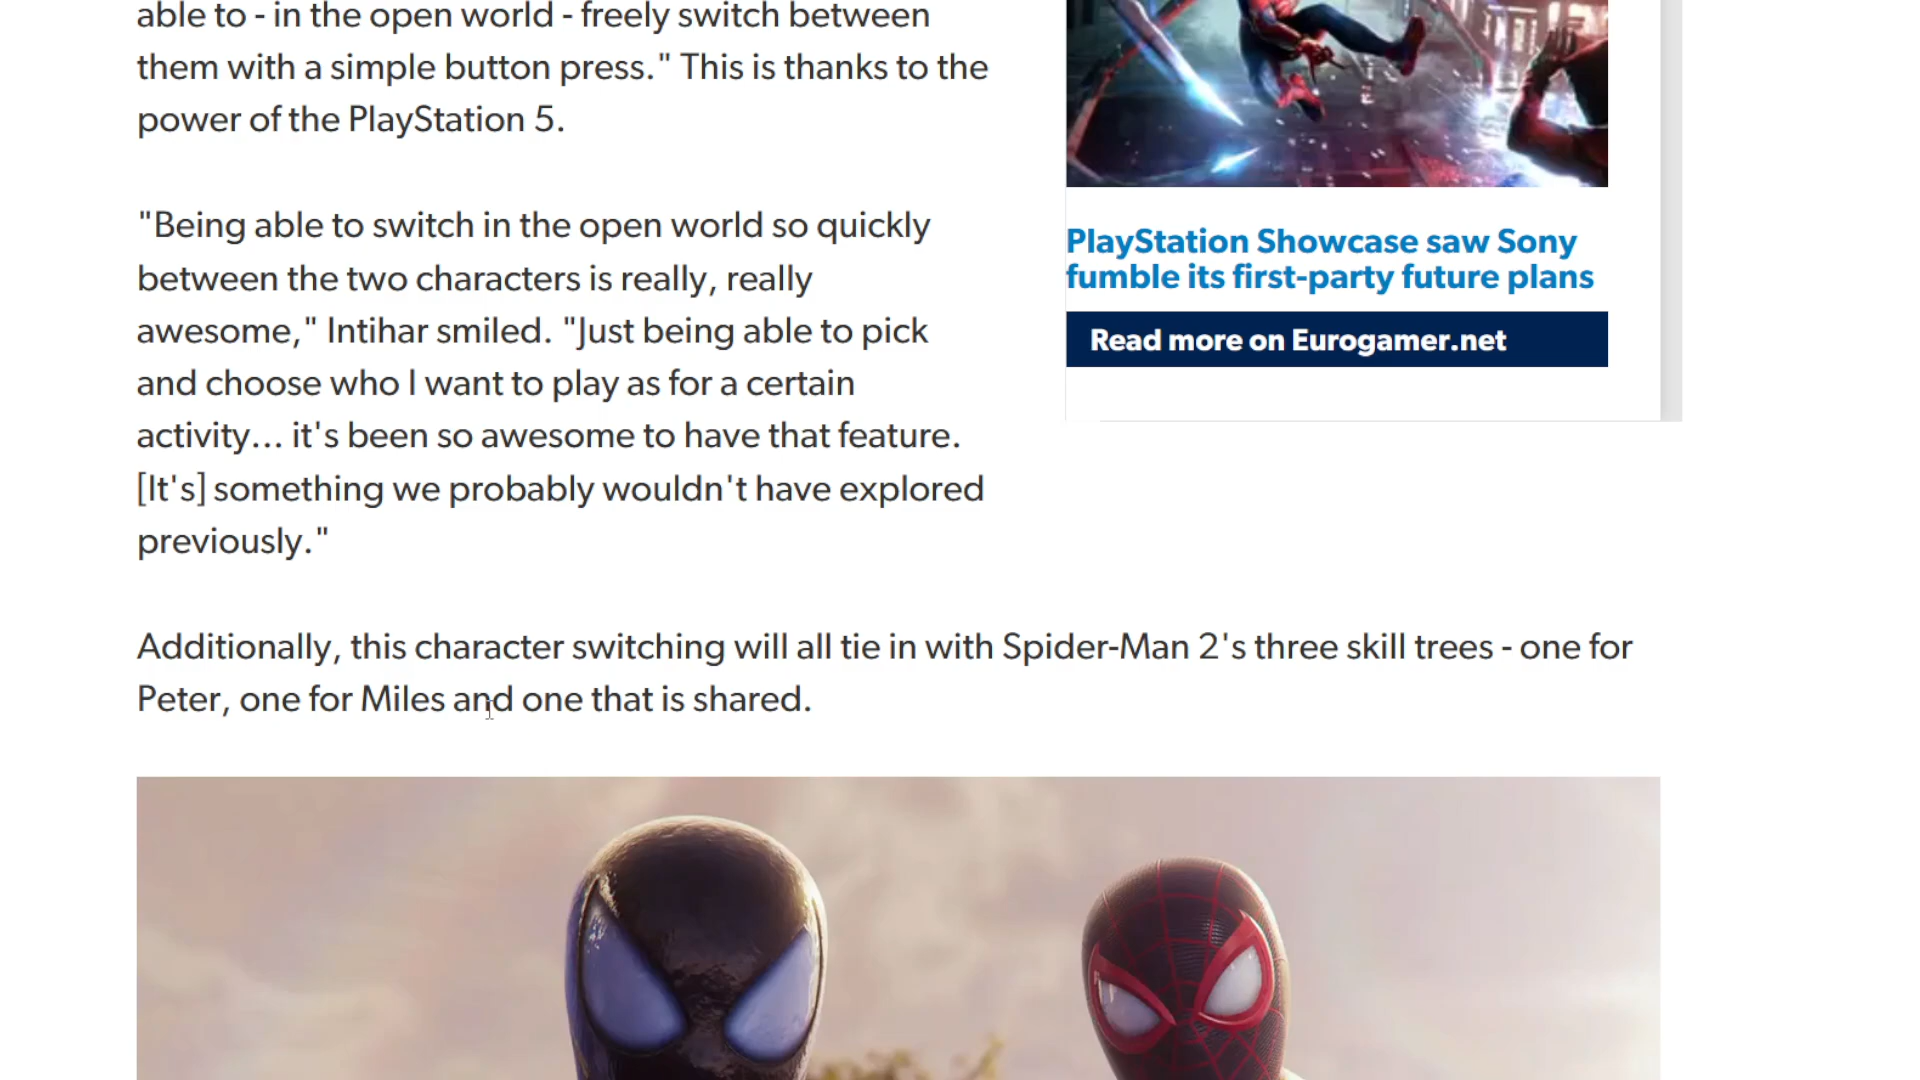 able to - in the open world - freely switch between
them with a simple button press." This is thanks to the
power of the PlayStation 5.
"Being able to switch in the open world so quickly
between the two characters is really, really
awesome," Intihar smiled. "Just being able to pick
and choose who I want to play as for a certain
activity... it's been so awesome to have that feature.
[It's] something we probably wouldn't have explored
previously."
PlayStation Showcase saw Sony
fumble its first-party future plans
Read more on Eurogamer.net
Additionally, this character switching will all tie in with Spider-Man 2's three skill trees - one for
Peter, one for Miles and one that is shared.